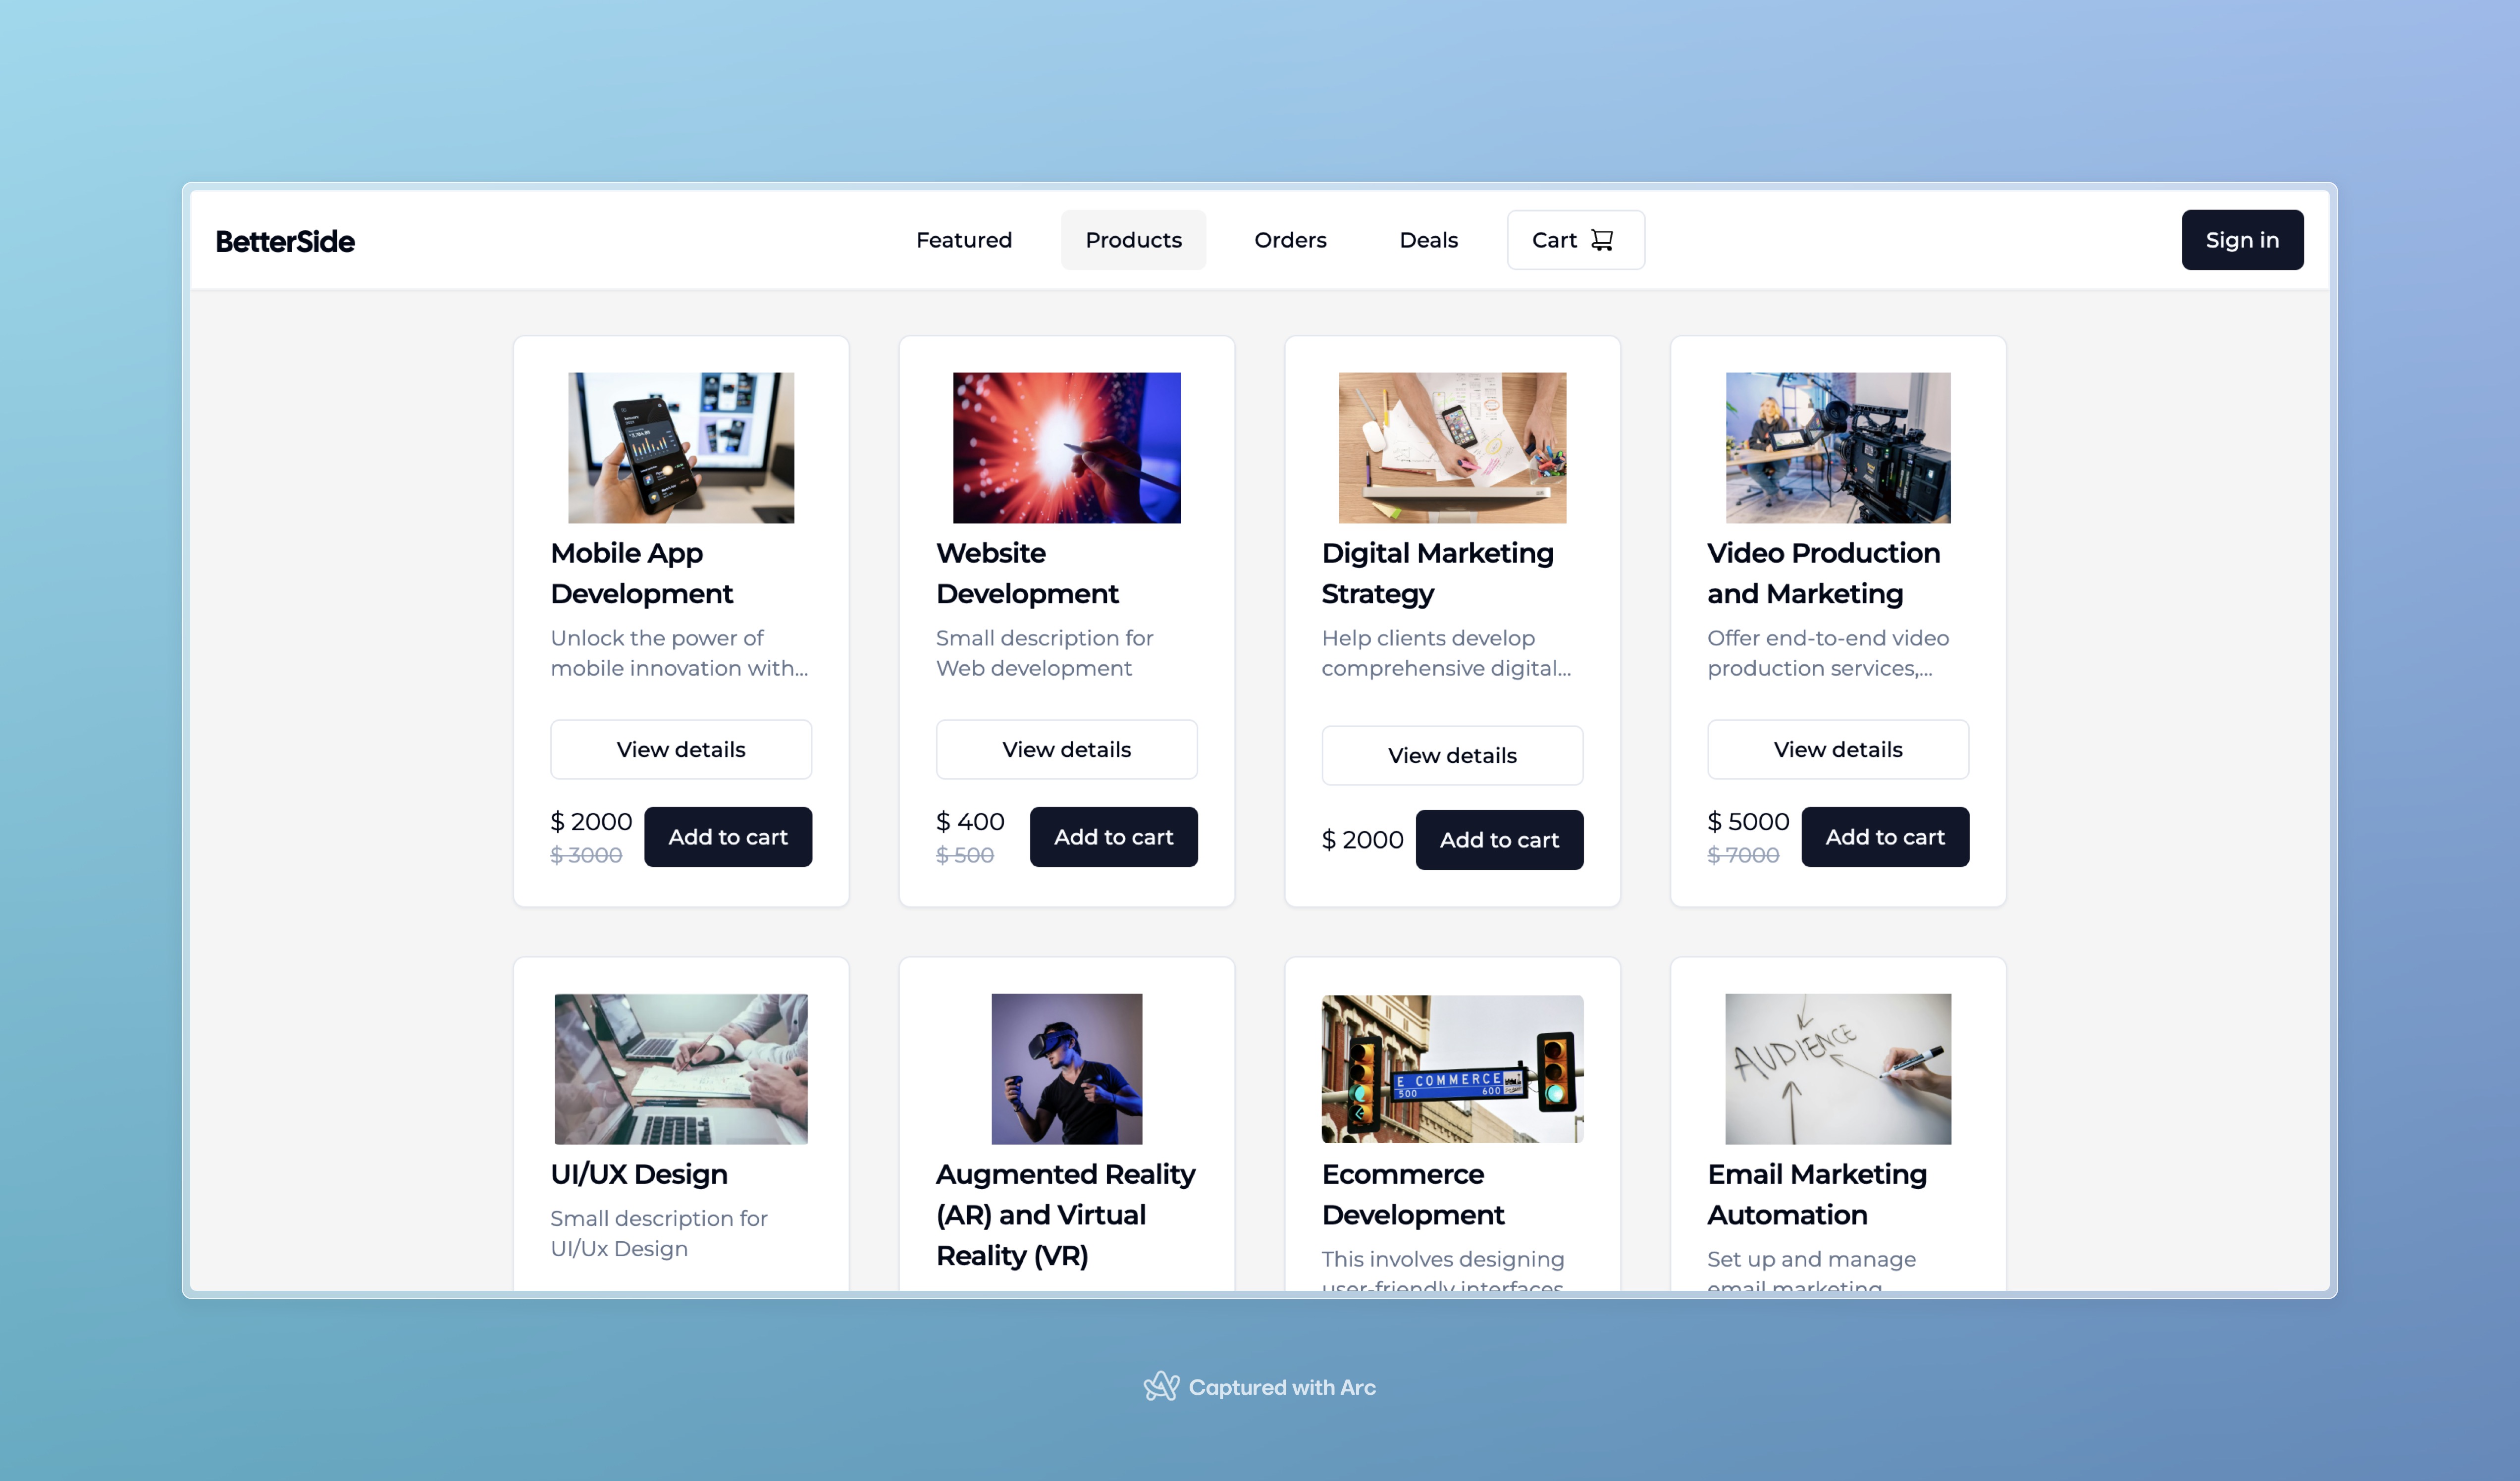 BetterSide
Featured
Products
Orders
Deals
Cart
Sign in
Mobile App
Development
Unlock the power of
mobile innovation with...
View details
$ 2000
$ 3000
Add to cart
Website
Development
Small description for
Web development
View details
$ 400
$ 500
Add to cart
Digital Marketing
Strategy
Help clients develop
comprehensive digital...
View details
$ 2000
Add to cart
Video Production
and Marketing
Offer end-to-end video
production services,...
View details
$ 5000
$ 7000
Add to cart
UI/UX Design
Small description for
UI/Ux Design
Augmented Reality
(AR) and Virtual
Reality (VR)
E COMMERCE
500 600
Ecommerce
Development
This involves designing
user-friendly interfaces
AUDIENCE
Email Marketing
Automation
Set up and manage
email marketing
Captured with Arc